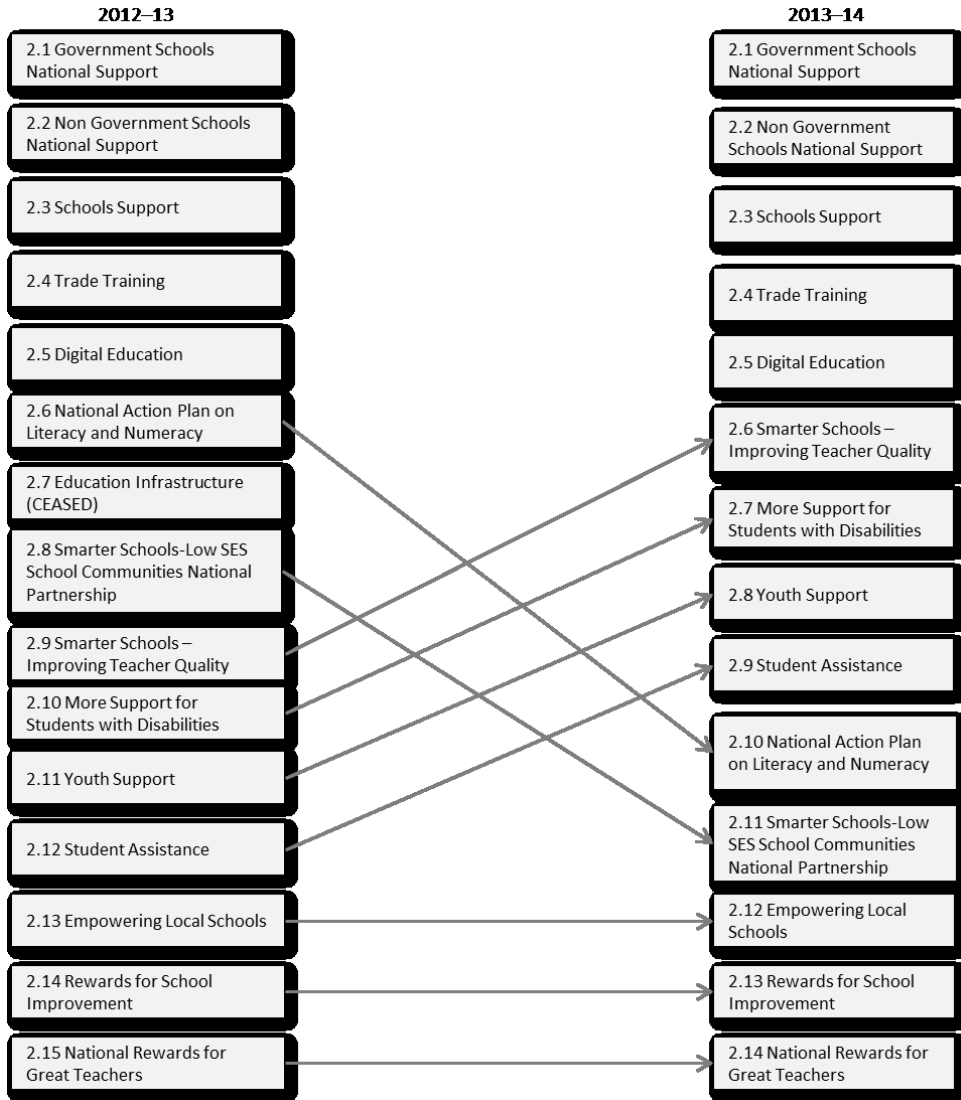 2012–13
2.1 Government Schools
National Support
2.2 Non Government Schools
National Support
2.3 Schools Support
2.4 Trade Training
2.5 Digital Education
2.6 National Action Plan on
Literacy and Numeracy
2.7 Education Infrastructure
(CEASED)
2.8 Smarter Schools-Low SES
School Communities National
Partnership
2.9 Smarter Schools –
Improving Teacher Quality
2.10 More Support for
Students with Disabilities
2.11 Youth Support
2.12 Student Assistance
2.13 Empowering Local Schools
2.14 Rewards for School
Improvement
2.15 National Rewards for
Great Teachers
2013–14
2.1 Government Schools
National Support
2.2 Non Government
Schools National Support
2.3 Schools Support
2.4 Trade Training
2.5 Digital Education
2.6 Smarter Schools –
Improving Teacher Quality
2.7 More Support for
Students with Disabilities
2.8 Youth Support
2.9 Student Assistance
2.10 National Action Plan
on Literacy and Numeracy
2.11 Smarter Schools-Low
SES School Communities
National Partnership
2.12 Empowering Local
Schools
2.13 Rewards for School
Improvement
2.14 National Rewards for
Great Teachers